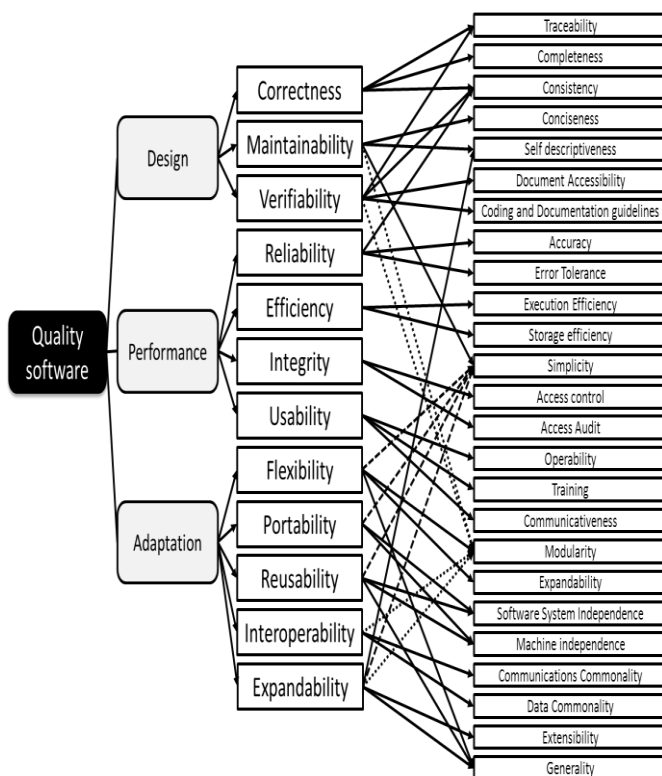 Quality
software
Design
Performance
Adaptation
Correctness
Maintainability
Verifiability
Reliability
Efficiency
Integrity
Usability
Flexibility
Portability
Reusability
Interoperability
Expandability
Traceability
Completeness
Consistency
Conciseness
Self descriptiveness
Document Accessibility
Coding and Documentation guidelines
Accuracy
Error Tolerance
Execution Efficiency
Storage efficiency
Simplicity
Access control
Access Audit
Operability
Training
Communicativeness
Modularity
Expandability
Software System Independence
Machine independence
Communications Commonality
Data Commonality
Extensibility
Generality